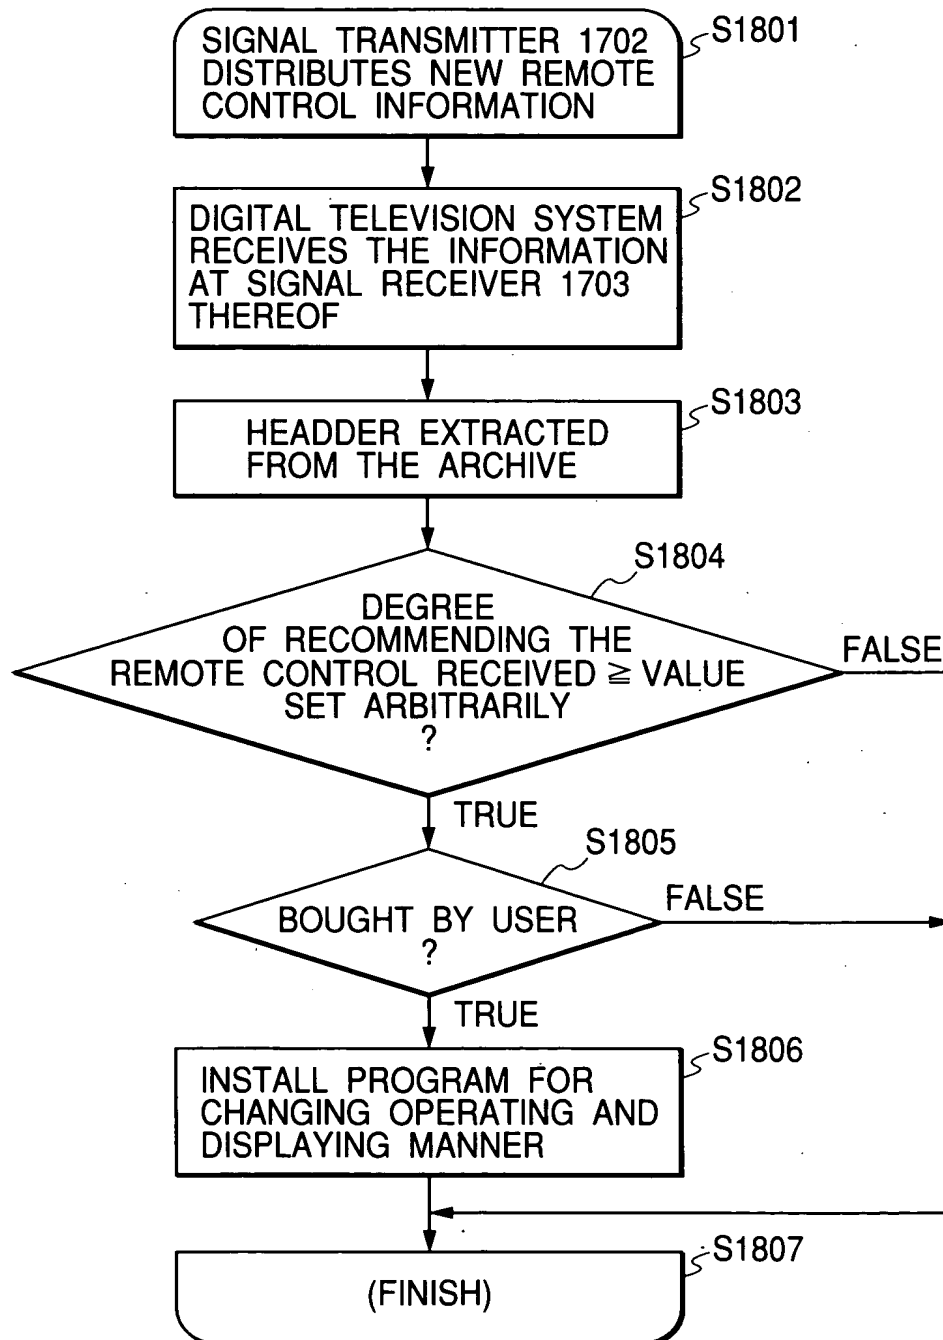 SIGNAL TRANSMITTER 1702
DISTRIBUTES NEW REMOTE
CONTROL INFORMATION
S1801
DIGITAL TELEVISION SYSTEM
RECEIVES THE INFORMATION
AT SIGNAL RECEIVER 1703
THEREOF
S1802
HEADDER EXTRACTED
FROM THE ARCHIVE
S1803
DEGREE
OF RECOMMENDING THE
REMOTE CONTROL RECEIVED ≧ VALUE
SET ARBITRARILY
?
S1804
FALSE
TRUE
BOUGHT BY USER
?
S1805
FALSE
TRUE
INSTALL PROGRAM FOR
CHANGING OPERATING AND
DISPLAYING MANNER
S1806
(FINISH)
S1807